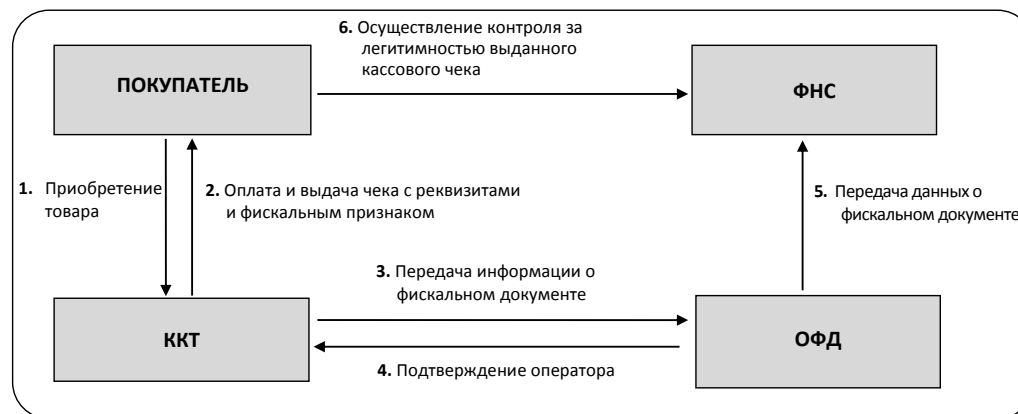 6. Осуществление контроля за
легитимностью выданного
кассового чека
ПОКУПАТЕЛЬ
ФНС
1. Приобретение
товара
2. Оплата и выдача чека с реквизитами
и фискальным признаком
5. Передача данных о
фискальном документе
3. Передача информации о
фискальном документе
ККТ
ОФД
4. Подтверждение оператора